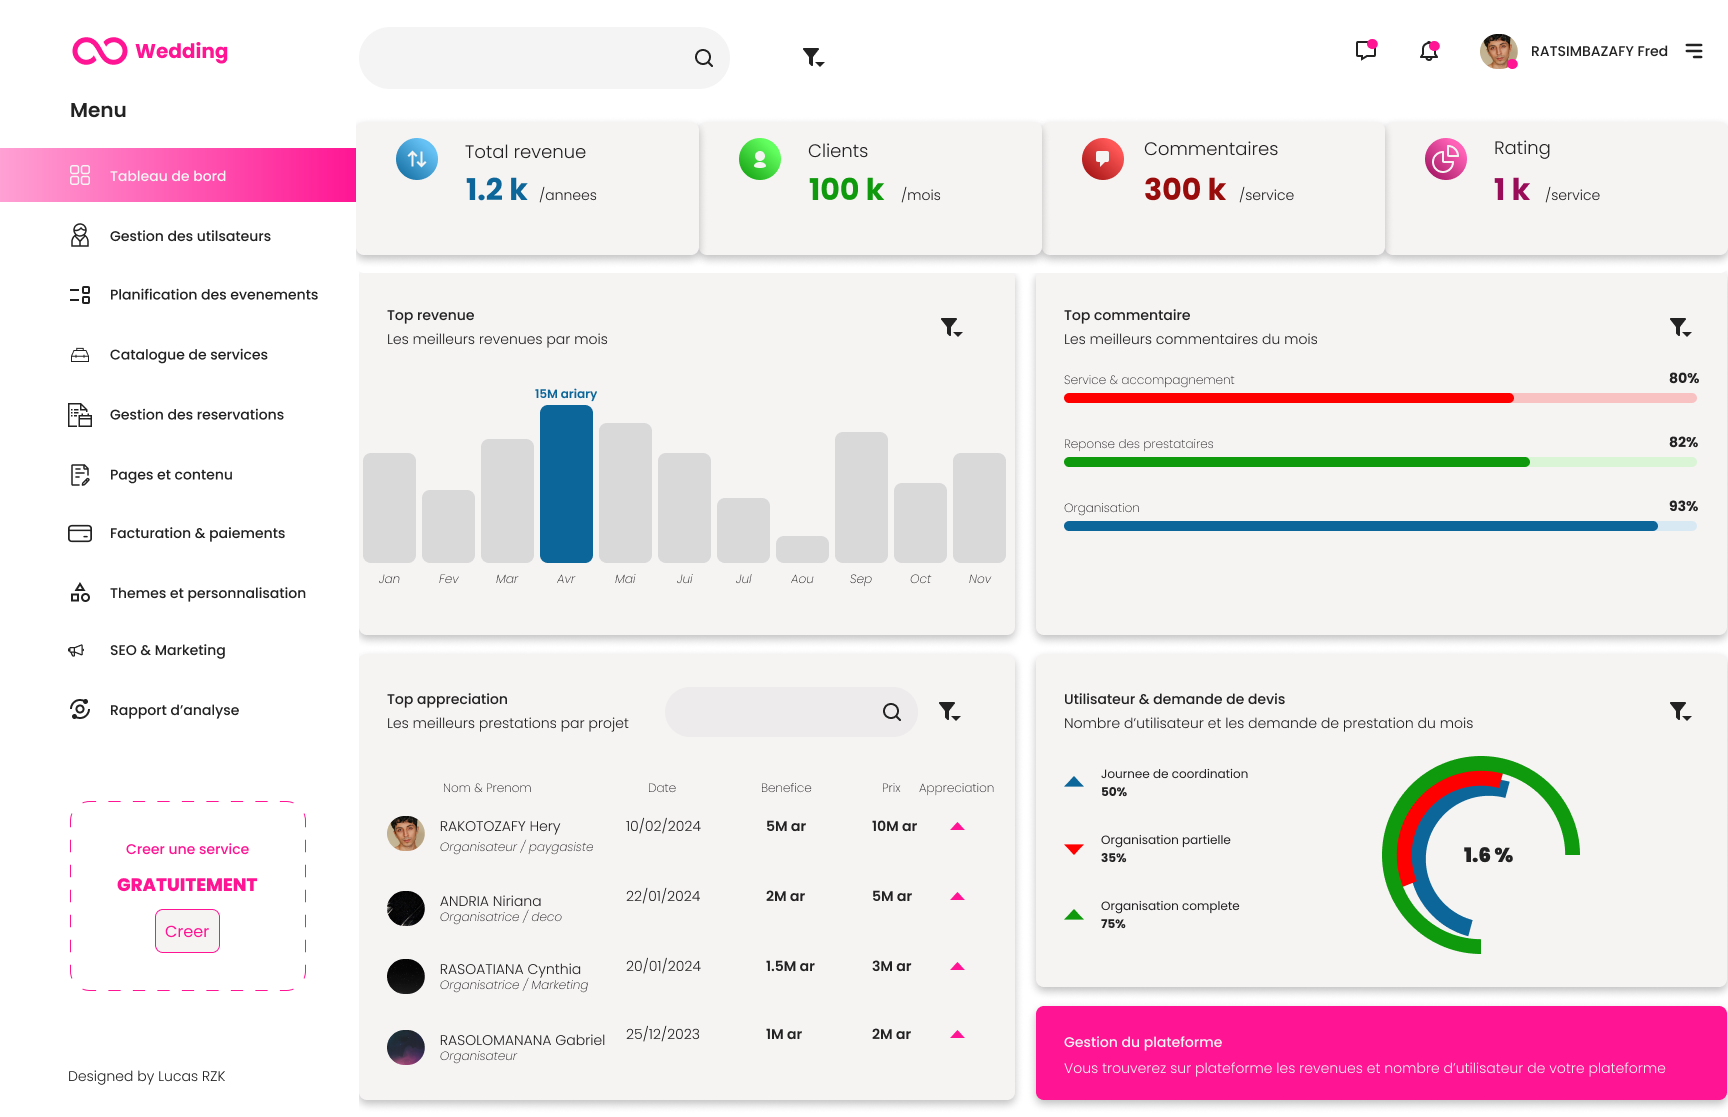 Wedding
RATSIMBAZAFY Fred
Menu
Tableau de bord
Gestion des utilsateurs
Planification des evenements
Catalogue de services
Gestion des reservations
Pages et contenu
Facturation & paiements
Themes et personnalisation
SEO & Marketing
Rapport d’analyse
Creer une service
GRATUITEMENT
Creer
Designed by Lucas RZK
Total revenue
1.2 k /annees
Clients
100 k /mois
Commentaires
300 k /service
Rating
1 k /service
Top revenue
Les meilleurs revenues par mois
15M ariary
Jan Fev Mar Avr Mai Jui Jul Aou Sep Oct Nov
Top commentaire
Les meilleurs commentaires du mois
Service & accompagnement 80%
Reponse des prestataires 82%
Organisation 93%
Top appreciation
Les meilleurs prestations par projet
Nom & Prenom Date Benefice Prix Appreciation
RAKOTOZAFY Hery 10/02/2024 5M ar 10M ar
Organisateur / paygasiste
ANDRIA Niriana 22/01/2024 2M ar 5M ar
Organisatrice / deco
RASOATIANA Cynthia 20/01/2024 1.5M ar 3M ar
Organisatrice / Marketing
RASOLOMANANA Gabriel 25/12/2023 1M ar 2M ar
Organisateur
Utilisateur & demande de devis
Nombre d’utilisateur et les demande de prestation du mois
Journee de coordination
50%
Organisation partielle
35%
Organisation complete
75%
1.6 %
Gestion du plateforme
Vous trouverez sur plateforme les revenues et nombre d’utilisateur de votre plateforme